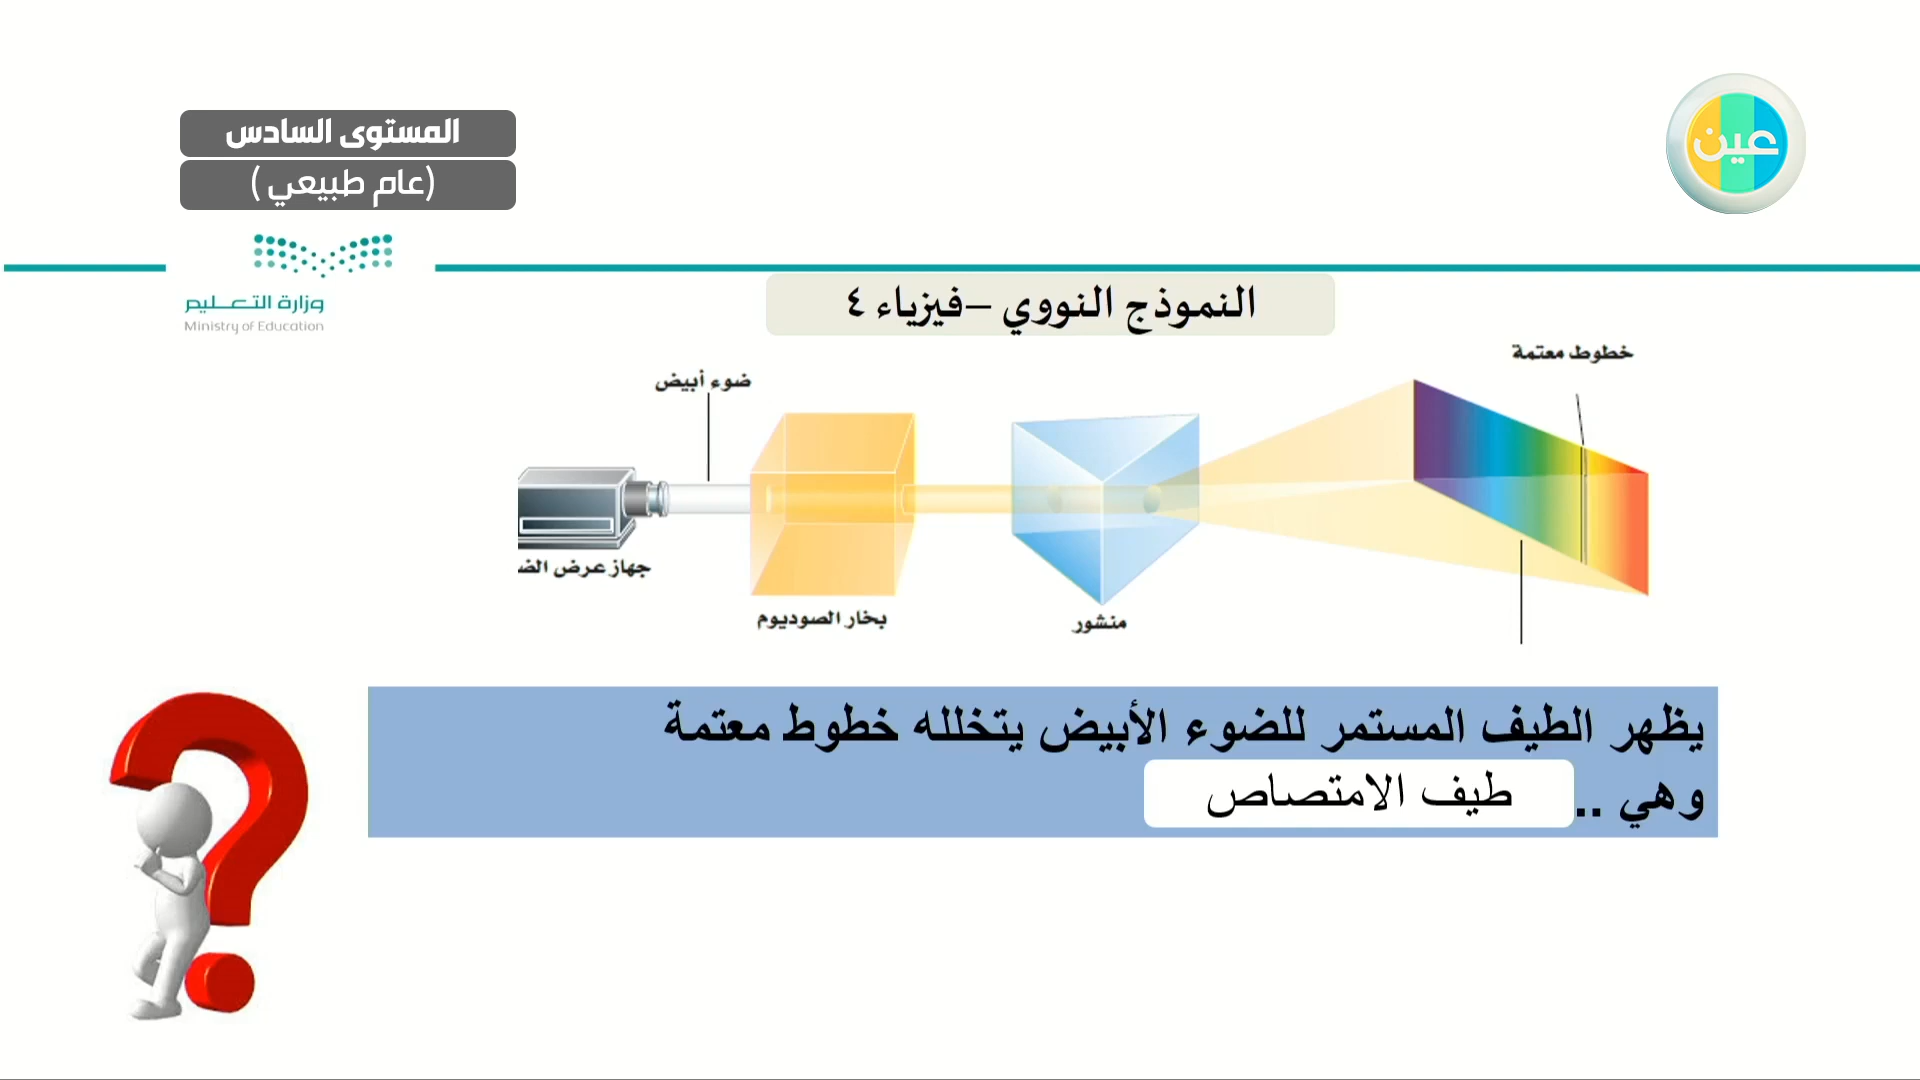 المستوى السادس
(عام طبيعي )
عين
وزارة التعليم
Ministry of Education
النموذج النووي –فيزياء ٤
خطوط معتمة
ضوء أبيض
جهاز عرض الض
بخار الصوديوم
منشور
يظهر الطيف المستمر للضوء الأبيض يتخلله خطوط معتمة
وهي .. طيف الامتصاص